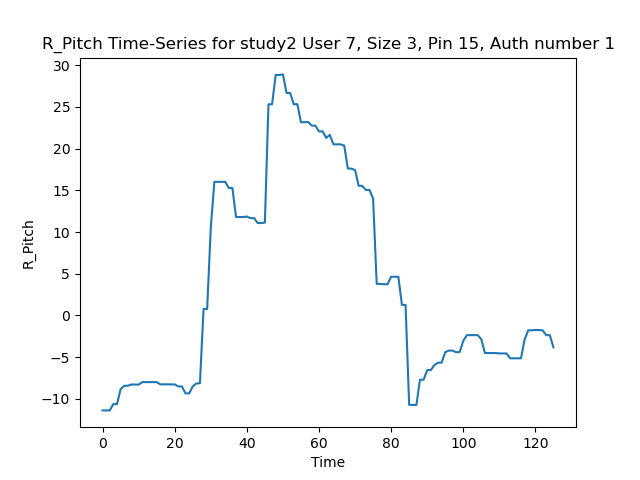 R_Pitch Time-Series for study2 User 7, Size 3, Pin 15, Auth number 1
30
25
20
15
10
5
0
−5
−10
R_Pitch
0 20 40 60 80 100 120
Time